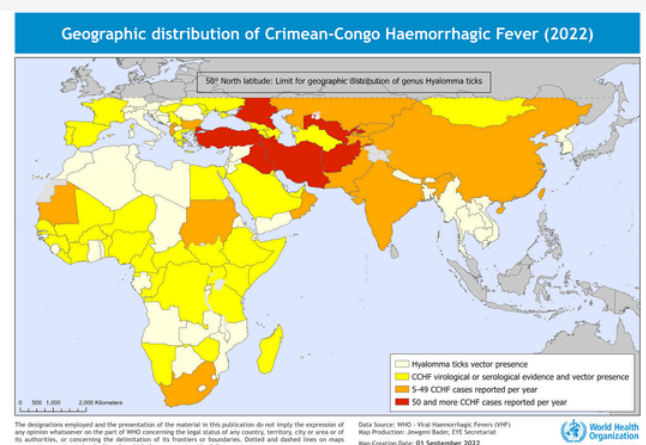 Geographic distribution of Crimean-Congo Haemorrhagic Fever (2022)
50° North latitude: Limit for geographic distribution of genus Hyalomma ticks
Hyalomma ticks vector presence
CCHF virological or serological evidence and vector presence
5-49 CCHF cases reported per year
50 and more CCHF cases reported per year
0 500 1,000 2,000 Kilometers
The designations employed and the presentation of the material in this publication do not imply the expression of
any opinion whatsoever on the part of WHO concerning the legal status of any country, territory, city or area or of
its authorities, or concerning the delimitation of its frontiers or boundaries. Dotted and dashed lines on maps
Data Source: WHO - Viral Haemorrhagic Fevers (VHF)
Map Production: Jewgeni Bader, EYE Secretariat
Map Creation Date: 01 September 2022
World Health
Organization